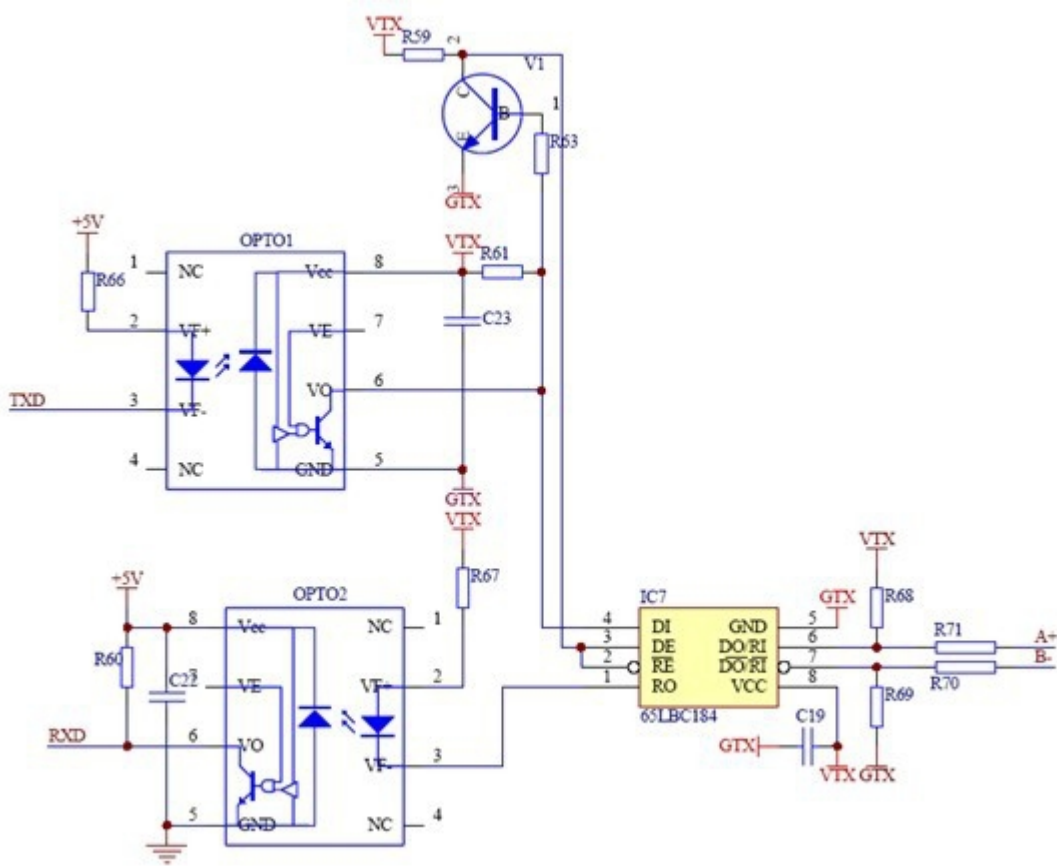 VTX
R59
2
V1
C
B
1
E
R63
3
GTX
+5V
OPTO1
VTX
R61
1
NC
Vcc
8
R66
C23
2
VF+
VE
7
VO
6
TXD
3
VF-
4
NC
GND
5
GTX
VTX
+5V
OPTO2
R67
VTX
8
Vcc
NC
1
IC7
GTX
R68
R60
4
DI
GND
5
R71
A+
3
DE
DO/RI
6
C22
7
VE
VF+
2
2
RE
DO/RI
7
B-
1
RO
VCC
8
R70
R69
65LBC184
C19
RXD
6
VO
VF-
3
GTX
VTX
GTX
5
GND
NC
4